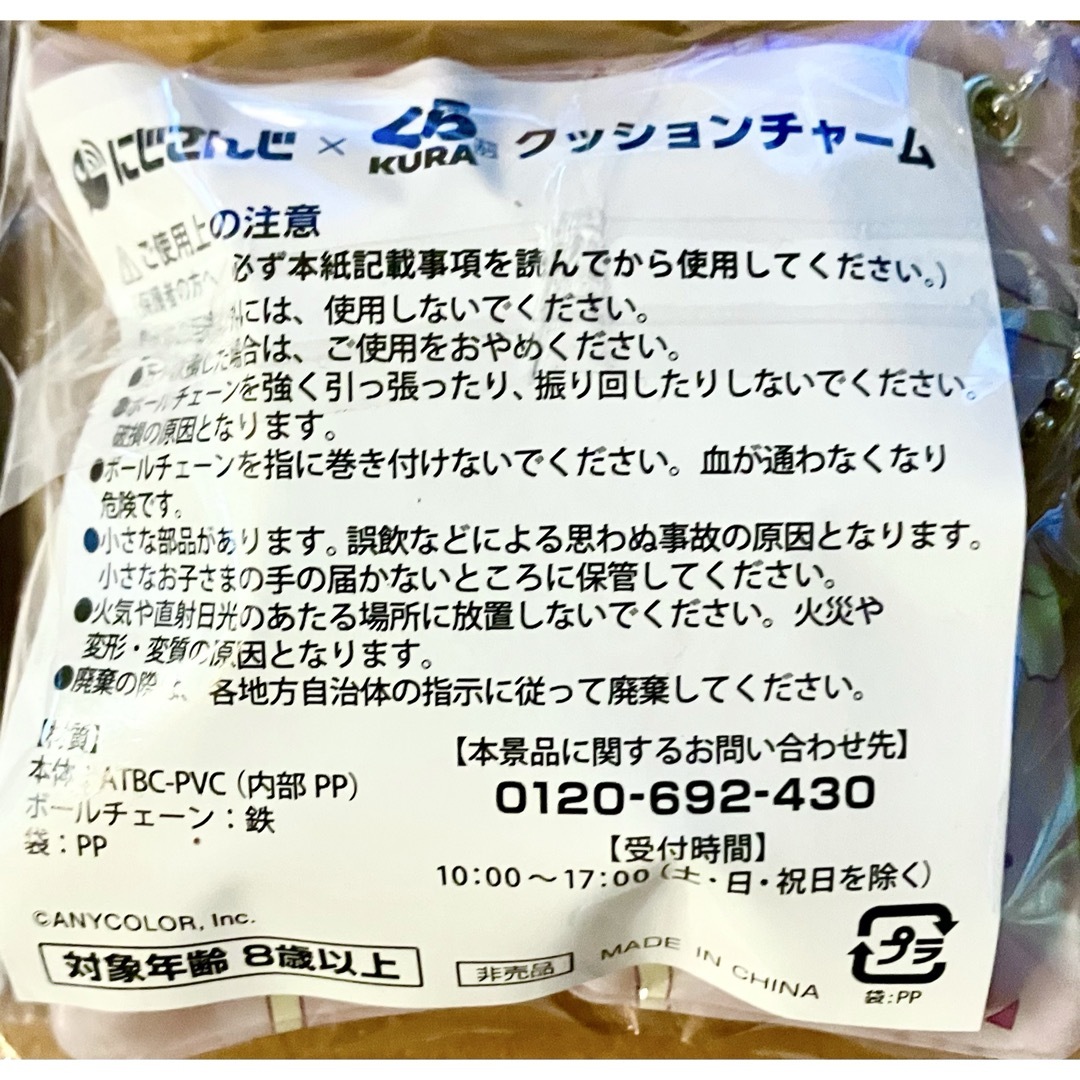 にじさんじ × くら KURA クッションチャーム
⚠ご使用上の注意
保護者の方へ 必ず本紙記載事項を読んでから使用してください。)
には、使用しないでください。
した場合は、ご使用をおやめください。
●ボールチェーンを強く引っ張ったり、振り回したりしないでください。
破損の原因となります。
●ボールチェーンを指に巻き付けないでください。血が通わなくなり
危険です。
●小さな部品があります。誤飲などによる思わぬ事故の原因となります。
小さなお子さまの手の届かないところに保管してください。
●火気や直射日光のあたる場所に放置しないでください。火災や
変形・変質の原因となります。
●廃棄の際は、各地方自治体の指示に従って廃棄してください。
【材質】
本体:ATBC-PVC(内部 PP)
ボールチェーン:鉄
袋:PP
【本景品に関するお問い合わせ先】
0120-692-430
【受付時間】
10:00～17:00(土・日・祝日を除く)
©ANYCOLOR, Inc.
対象年齢 8歳以上
非売品
MADE IN CHINA
プラ
袋:PP